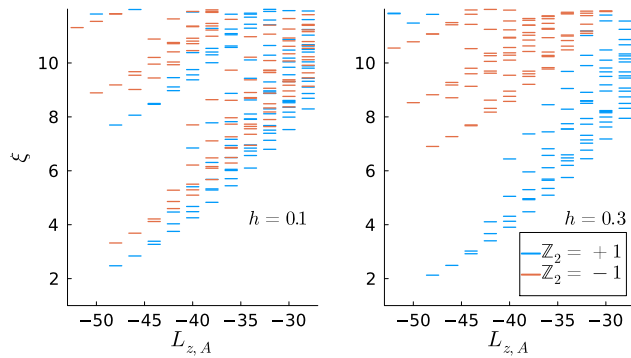 ξ
10
8
6
4
2
−50 −45 −40 −35 −30
L_{z, A}
h = 0.1
10
8
6
4
2
−50 −45 −40 −35 −30
L_{z, A}
h = 0.3
ℤ₂ = + 1
ℤ₂ = − 1